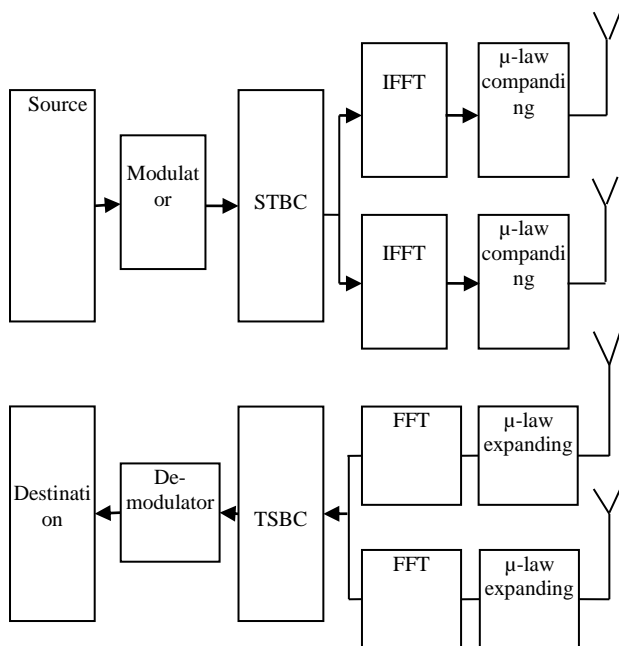 Source
Modulat
or
STBC
IFFT
µ-law
compandi
ng
IFFT
µ-law
compandi
ng
Destinati
on
De-
modulator
TSBC
FFT
µ-law
expanding
FFT
µ-law
expanding